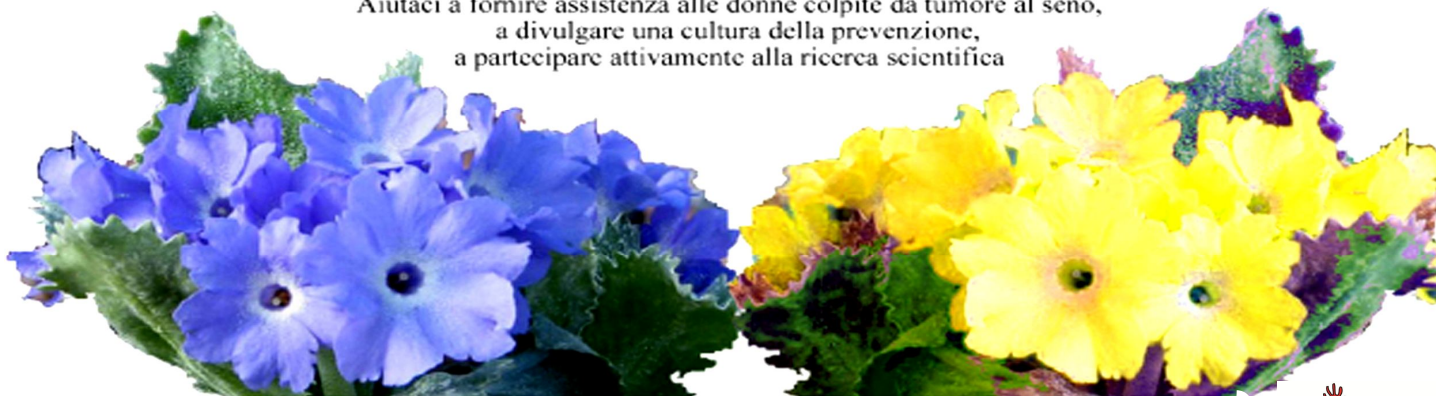 Aiutaci a fornire assistenza alle donne colpite da tumore al seno,
a divulgare una cultura della prevenzione,
a partecipare attivamente alla ricerca scientifica